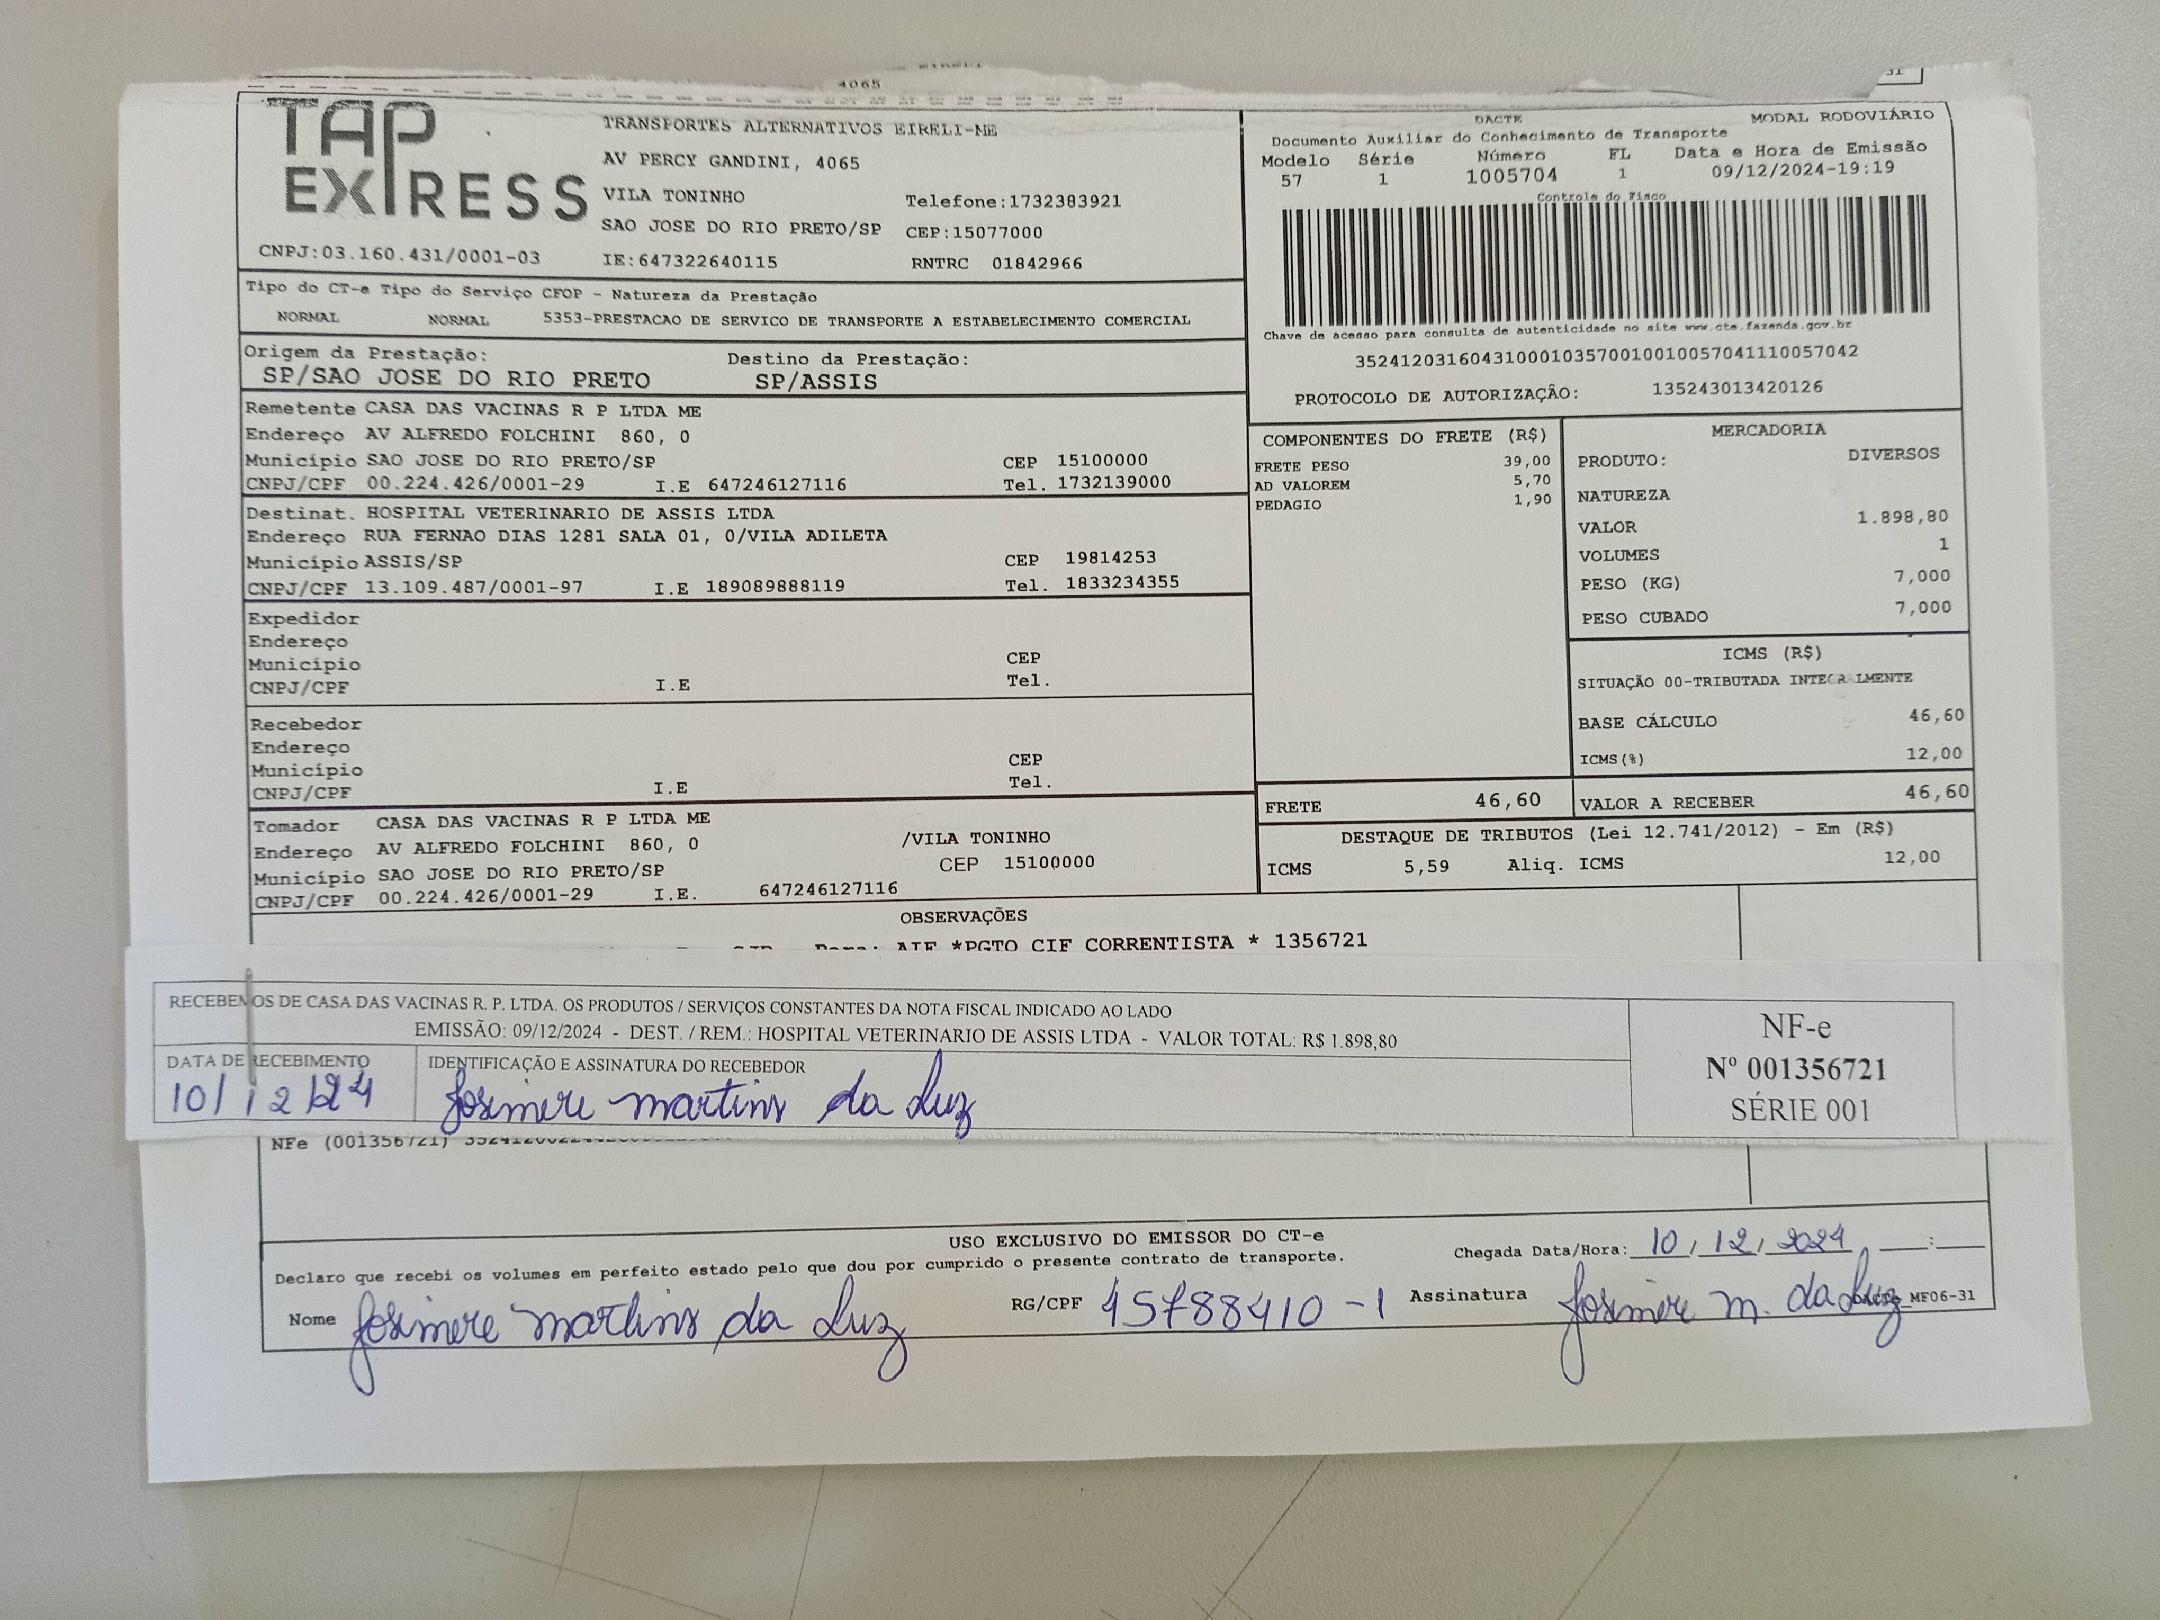 4065
31
TAP EXPRESS
TRANSPORTES ALTERNATIVOS EIRELI-ME
AV PERCY GANDINI, 4065
VILA TONINHO Telefone:1732383921
SAO JOSE DO RIO PRETO/SP CEP:15077000
CNPJ:03.160.431/0001-03 IE:647322640115 RNTRC 01842966
DACTE MODAL RODOVIÁRIO
Documento Auxiliar do Conhecimento de Transporte
Modelo Série Número FL Data e Hora de Emissão
57 1 1005704 1 09/12/2024-19:19
Controle do Fisco
Chave de acesso para consulta de autenticidade no site www.cte.fazenda.gov.br
35241203160431000103570010010057041110057042
PROTOCOLO DE AUTORIZAÇÃO: 135243013420126
Tipo do CT-e Tipo do Serviço CFOP - Natureza da Prestação
NORMAL NORMAL 5353-PRESTACAO DE SERVICO DE TRANSPORTE A ESTABELECIMENTO COMERCIAL
Origem da Prestação: Destino da Prestação:
SP/SAO JOSE DO RIO PRETO SP/ASSIS
Remetente CASA DAS VACINAS R P LTDA ME
Endereço AV ALFREDO FOLCHINI 860, 0
Município SAO JOSE DO RIO PRETO/SP CEP 15100000
CNPJ/CPF 00.224.426/0001-29 I.E 647246127116 Tel. 1732139000
Destinat. HOSPITAL VETERINARIO DE ASSIS LTDA
Endereço RUA FERNAO DIAS 1281 SALA 01, 0/VILA ADILETA
Município ASSIS/SP CEP 19814253
CNPJ/CPF 13.109.487/0001-97 I.E 189089888119 Tel. 1833234355
Expedidor
Endereço
Município CEP
CNPJ/CPF I.E Tel.
Recebedor
Endereço
Município CEP
CNPJ/CPF I.E Tel.
Tomador CASA DAS VACINAS R P LTDA ME
Endereço AV ALFREDO FOLCHINI 860, 0 /VILA TONINHO
Município SAO JOSE DO RIO PRETO/SP CEP 15100000
CNPJ/CPF 00.224.426/0001-29 I.E. 647246127116
COMPONENTES DO FRETE (R$)
FRETE PESO 39,00
AD VALOREM 5,70
PEDAGIO 1,90
FRETE 46,60
MERCADORIA
PRODUTO: DIVERSOS
NATUREZA
VALOR 1.898,80
VOLUMES 1
PESO (KG) 7,000
PESO CUBADO 7,000
ICMS (R$)
SITUAÇÃO 00-TRIBUTADA INTEGRALMENTE
BASE CÁLCULO 46,60
ICMS(%) 12,00
VALOR A RECEBER 46,60
DESTAQUE DE TRIBUTOS (Lei 12.741/2012) - Em (R$)
ICMS 5,59 Aliq. ICMS 12,00
OBSERVAÇÕES
*PGTO CIF CORRENTISTA * 1356721
RECEBEMOS DE CASA DAS VACINAS R. P. LTDA. OS PRODUTOS / SERVIÇOS CONSTANTES DA NOTA FISCAL INDICADO AO LADO
EMISSÃO: 09/12/2024 - DEST. / REM.: HOSPITAL VETERINARIO DE ASSIS LTDA - VALOR TOTAL: R$ 1.898,80
DATA DE RECEBIMENTO IDENTIFICAÇÃO E ASSINATURA DO RECEBEDOR
10/12/24 Josimere martins da Luz
NF-e
Nº 001356721
SÉRIE 001
NFe (001356721)
USO EXCLUSIVO DO EMISSOR DO CT-e
Declaro que recebi os volumes em perfeito estado pelo que dou por cumprido o presente contrato de transporte.
Chegada Data/Hora: 10/12/2024 __:__
Nome Josimere martins da Luz RG/CPF 45788410-1 Assinatura Josimere m. da Luz
MF06-31